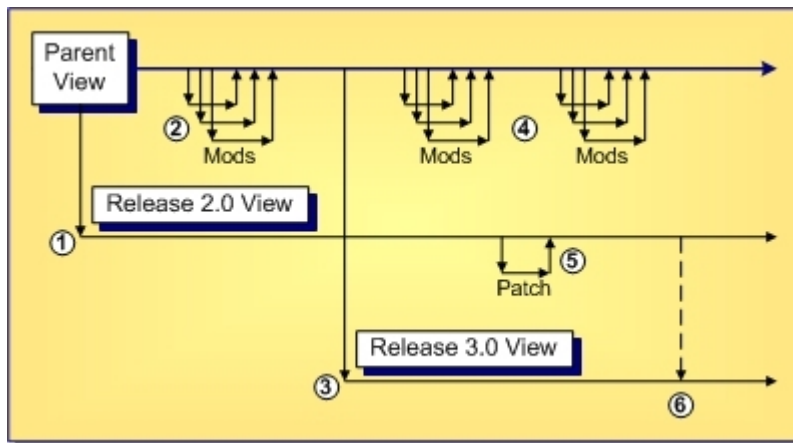 Parent
View
2
Mods
Mods
4
Mods
Release 2.0 View
1
5
Patch
Release 3.0 View
3
6